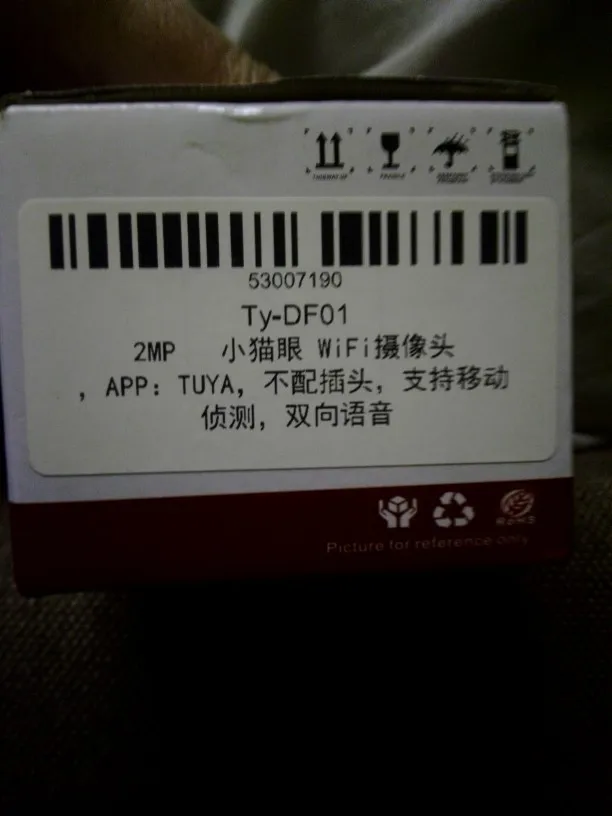 53007190
Ty-DF01
2MP 小猫眼 WiFi摄像头
，APP：TUYA，不配插头，支持移动
侦测，双向语音
RoHS
Picture for reference only